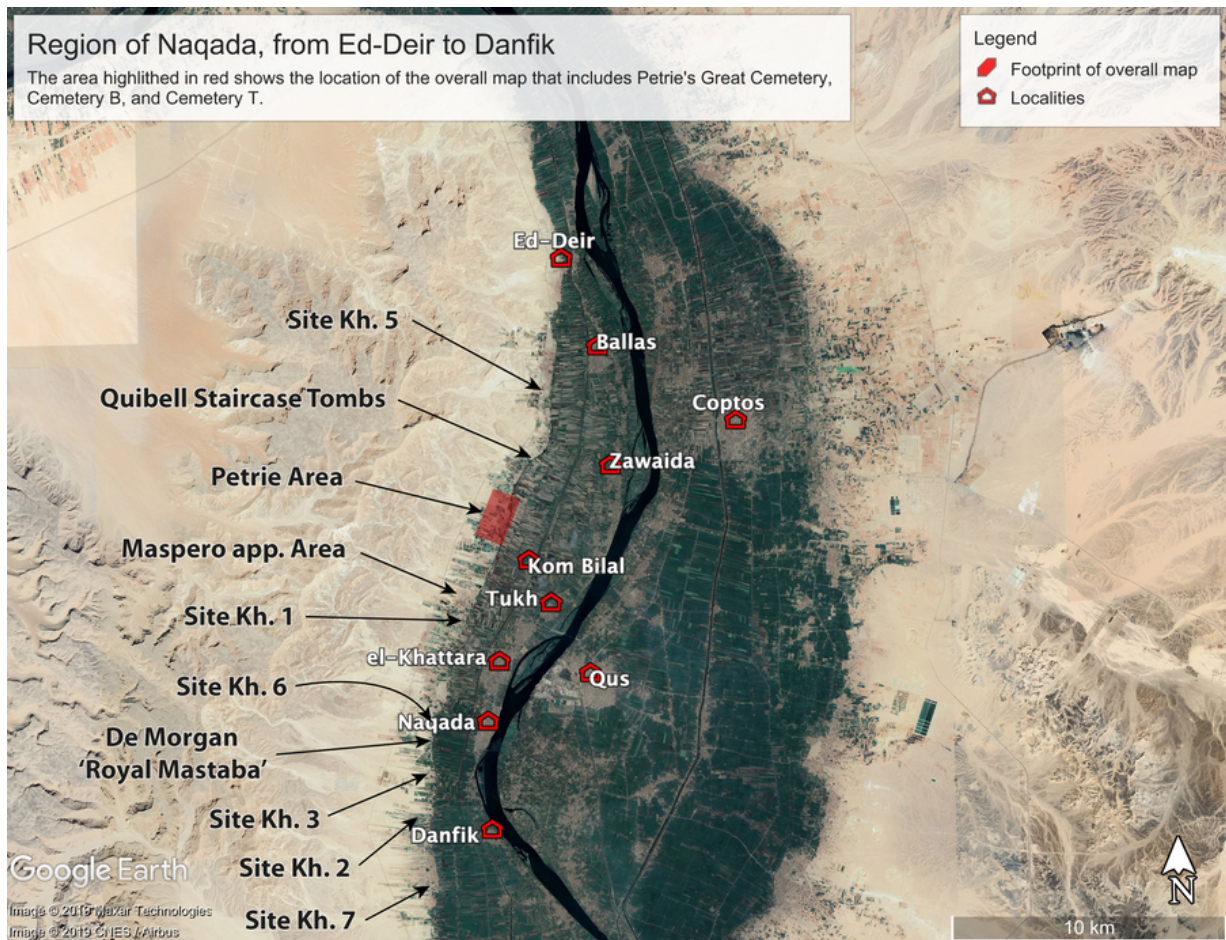 Region of Naqada, from Ed-Deir to Danfik
The area highlithed in red shows the location of the overall map that includes Petrie's Great Cemetery,
Cemetery B, and Cemetery T.
Legend
Footprint of overall map
Localities
Ed-Deir
Site Kh. 5
Ballas
Quibell Staircase Tombs
Coptos
Zawaida
Petrie Area
Maspero app. Area
Kom Bilal
Tukh
Site Kh. 1
el-Khattara
Qus
Site Kh. 6
Naqada
De Morgan
'Royal Mastaba'
Site Kh. 3
Danfik
Site Kh. 2
Site Kh. 7
Google Earth
Image © 2019 Maxar Technologies
Image © 2019 CNES / Airbus
N
10 km